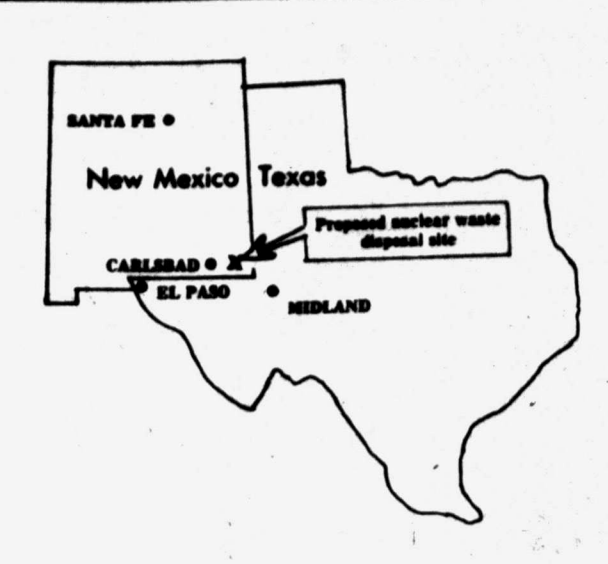 SANTA FE
New Mexico Texas
Proposed nuclear waste
disposal site
CARLSBAD X
EL PASO
MIDLAND